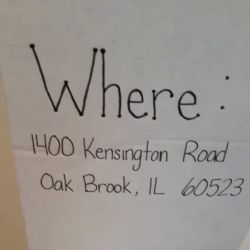 Where :
1400 Kensington Road
Oak Brook, IL 60523